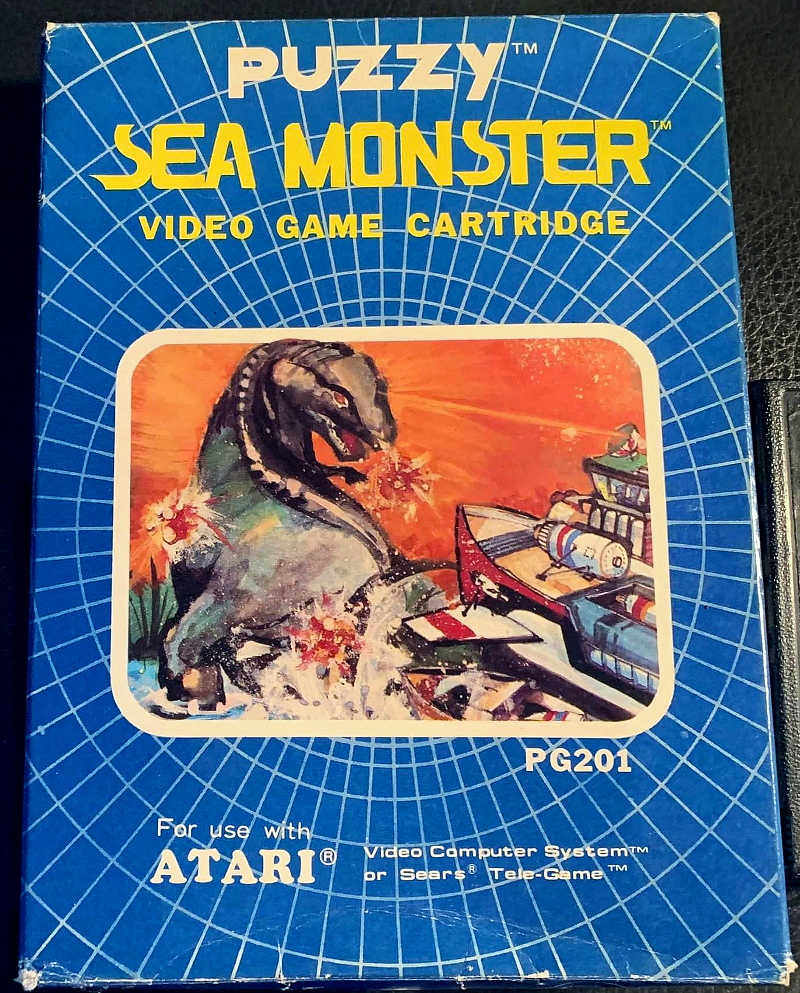 PUZZY™
SEA MONSTER™
VIDEO GAME CARTRIDGE
PG201
For use with
ATARI® Video Computer System™
or Sears® Tele-Game™